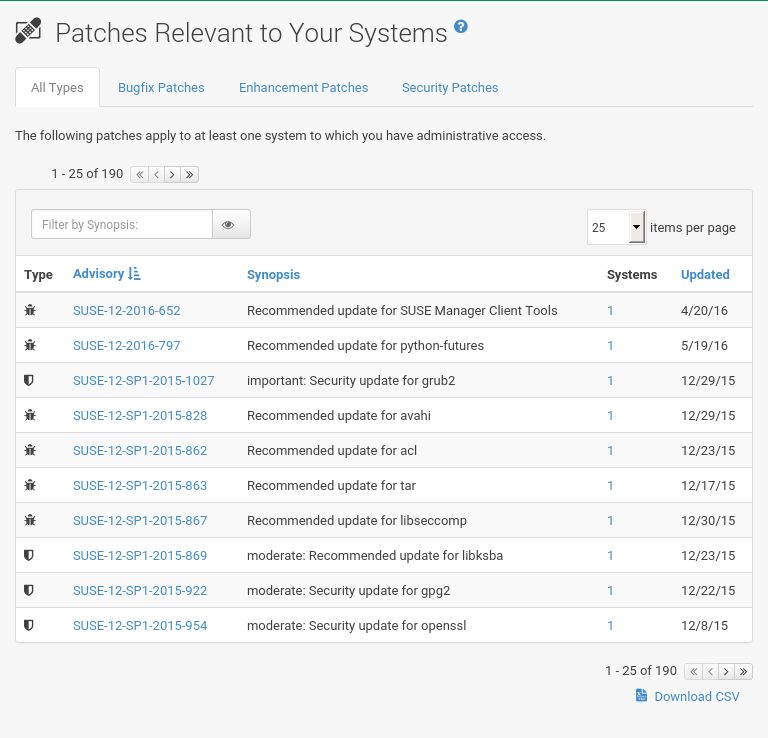 Patches Relevant to Your Systems ?
All Types Bugfix Patches Enhancement Patches Security Patches
The following patches apply to at least one system to which you have administrative access.
1 - 25 of 190 « ‹ › »
Filter by Synopsis: 25 items per page
Type Advisory Synopsis Systems Updated
SUSE-12-2016-652 Recommended update for SUSE Manager Client Tools 1 4/20/16
SUSE-12-2016-797 Recommended update for python-futures 1 5/19/16
SUSE-12-SP1-2015-1027 important: Security update for grub2 1 12/29/15
SUSE-12-SP1-2015-828 Recommended update for avahi 1 12/29/15
SUSE-12-SP1-2015-862 Recommended update for acl 1 12/23/15
SUSE-12-SP1-2015-863 Recommended update for tar 1 12/17/15
SUSE-12-SP1-2015-867 Recommended update for libseccomp 1 12/30/15
SUSE-12-SP1-2015-869 moderate: Recommended update for libksba 1 12/23/15
SUSE-12-SP1-2015-922 moderate: Security update for gpg2 1 12/22/15
SUSE-12-SP1-2015-954 moderate: Security update for openssl 1 12/8/15
1 - 25 of 190 « ‹ › »
Download CSV